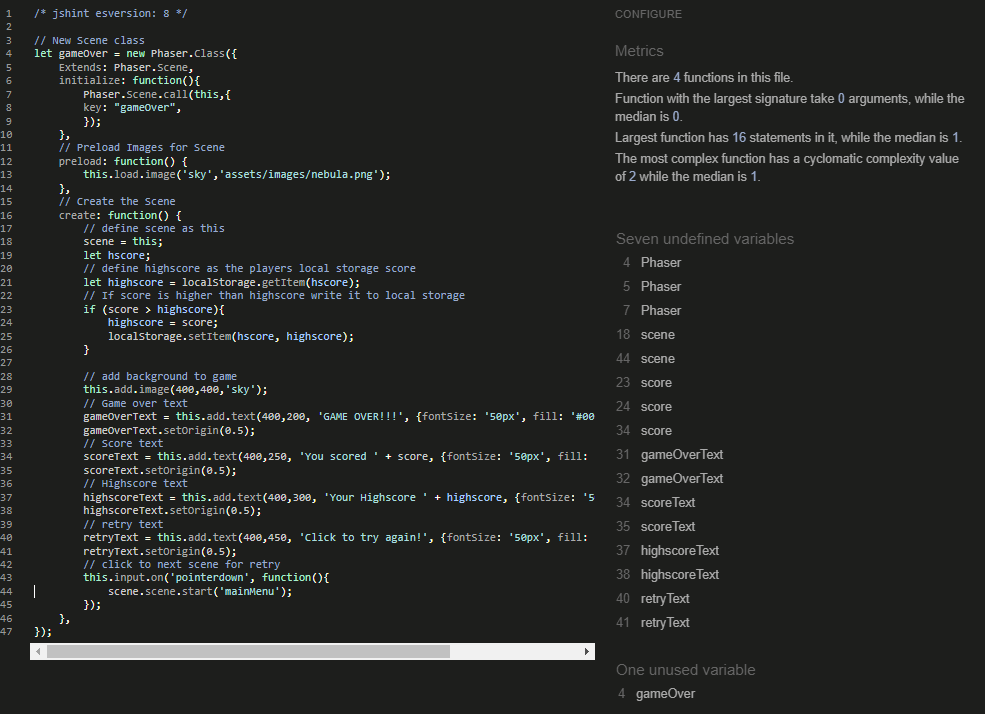 1 /* jshint esversion: 8 */
2
3 // New Scene class
4 let gameOver = new Phaser.Class({
5     Extends: Phaser.Scene,
6     initialize: function(){
7         Phaser.Scene.call(this,{
8         key: "gameOver",
9         });
10     },
11     // Preload Images for Scene
12     preload: function() {
13         this.load.image('sky','assets/images/nebula.png');
14     },
15     // Create the Scene
16     create: function() {
17         // define scene as this
18         scene = this;
19         let hscore;
20         // define highscore as the players local storage score
21         let highscore = localStorage.getItem(hscore);
22         // If score is higher than highscore write it to local storage
23         if (score > highscore){
24             highscore = score;
25             localStorage.setItem(hscore, highscore);
26         }
27
28         // add background to game
29         this.add.image(400,400,'sky');
30         // Game over text
31         gameOverText = this.add.text(400,200, 'GAME OVER!!!', {fontSize: '50px', fill: '#00
32         gameOverText.setOrigin(0.5);
33         // Score text
34         scoreText = this.add.text(400,250, 'You scored ' + score, {fontSize: '50px', fill:
35         scoreText.setOrigin(0.5);
36         // Highscore text
37         highscoreText = this.add.text(400,300, 'Your Highscore ' + highscore, {fontSize: '5
38         highscoreText.setOrigin(0.5);
39         // retry text
40         retryText = this.add.text(400,450, 'Click to try again!', {fontSize: '50px', fill:
41         retryText.setOrigin(0.5);
42         // click to next scene for retry
43         this.input.on('pointerdown', function(){
44             scene.scene.start('mainMenu');
45         });
46     },
47 });
CONFIGURE
Metrics
There are 4 functions in this file.
Function with the largest signature take 0 arguments, while the
median is 0.
Largest function has 16 statements in it, while the median is 1.
The most complex function has a cyclomatic complexity value
of 2 while the median is 1.
Seven undefined variables
4 Phaser
5 Phaser
7 Phaser
18 scene
44 scene
23 score
24 score
34 score
31 gameOverText
32 gameOverText
34 scoreText
35 scoreText
37 highscoreText
38 highscoreText
40 retryText
41 retryText
One unused variable
4 gameOver